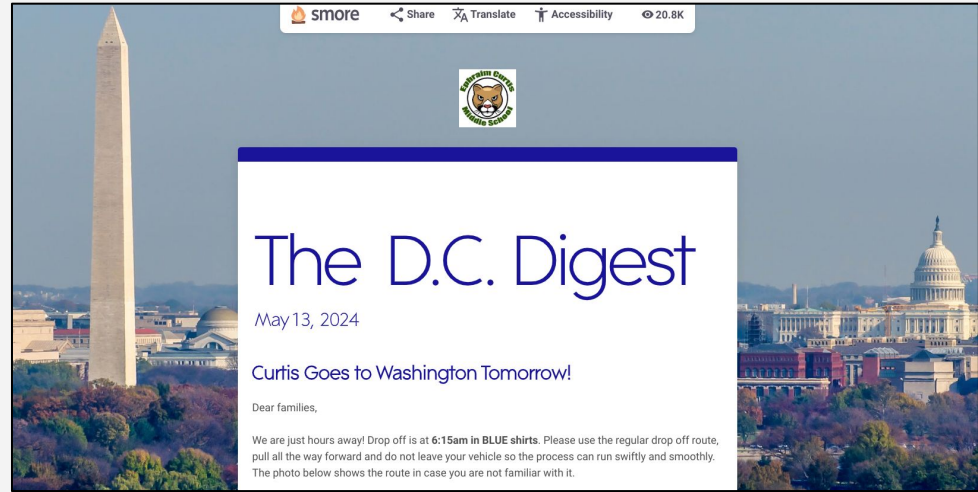 smore Share Translate Accessibility 20.8K
Ephraim Curtis
Middle School
The D.C. Digest
May 13, 2024
Curtis Goes to Washington Tomorrow!
Dear families,
We are just hours away! Drop off is at 6:15am in BLUE shirts. Please use the regular drop off route,
pull all the way forward and do not leave your vehicle so the process can run swiftly and smoothly.
The photo below shows the route in case you are not familiar with it.